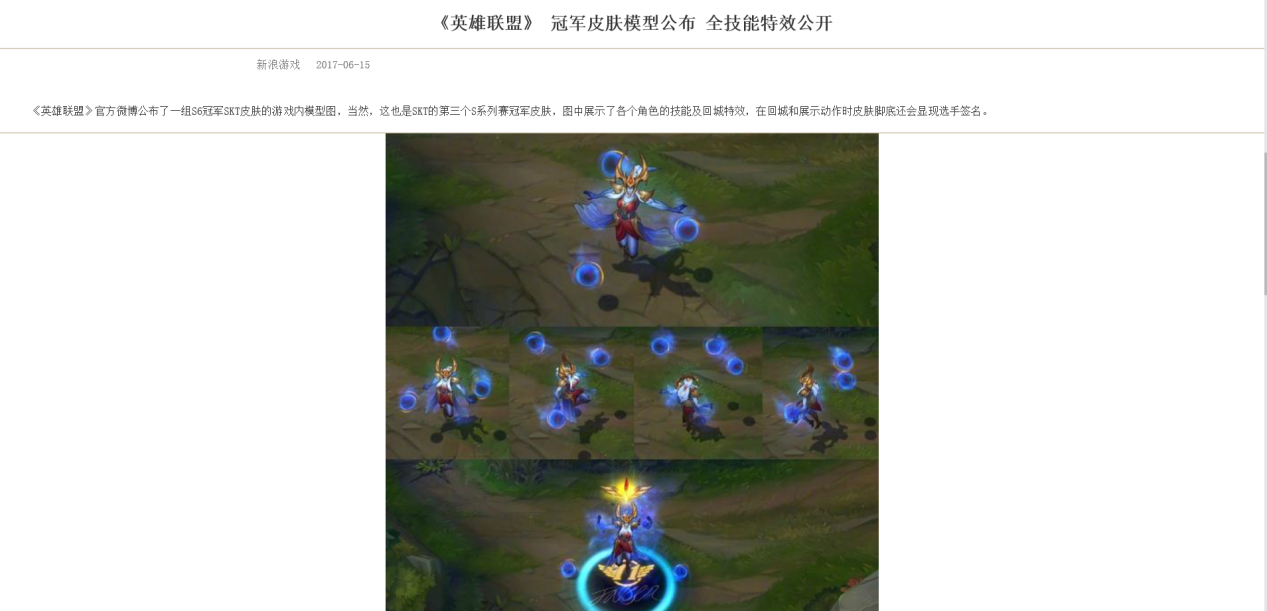 《英雄联盟》 冠军皮肤模型公布 全技能特效公开
新浪游戏 2017-06-15
《英雄联盟》官方微博公布了一组S6冠军SKT皮肤的游戏内模型图，当然，这也是SKT的第三个S系列赛冠军皮肤，图中展示了各个角色的技能及回城特效，在回城和展示动作时皮肤脚底还会显现选手签名。